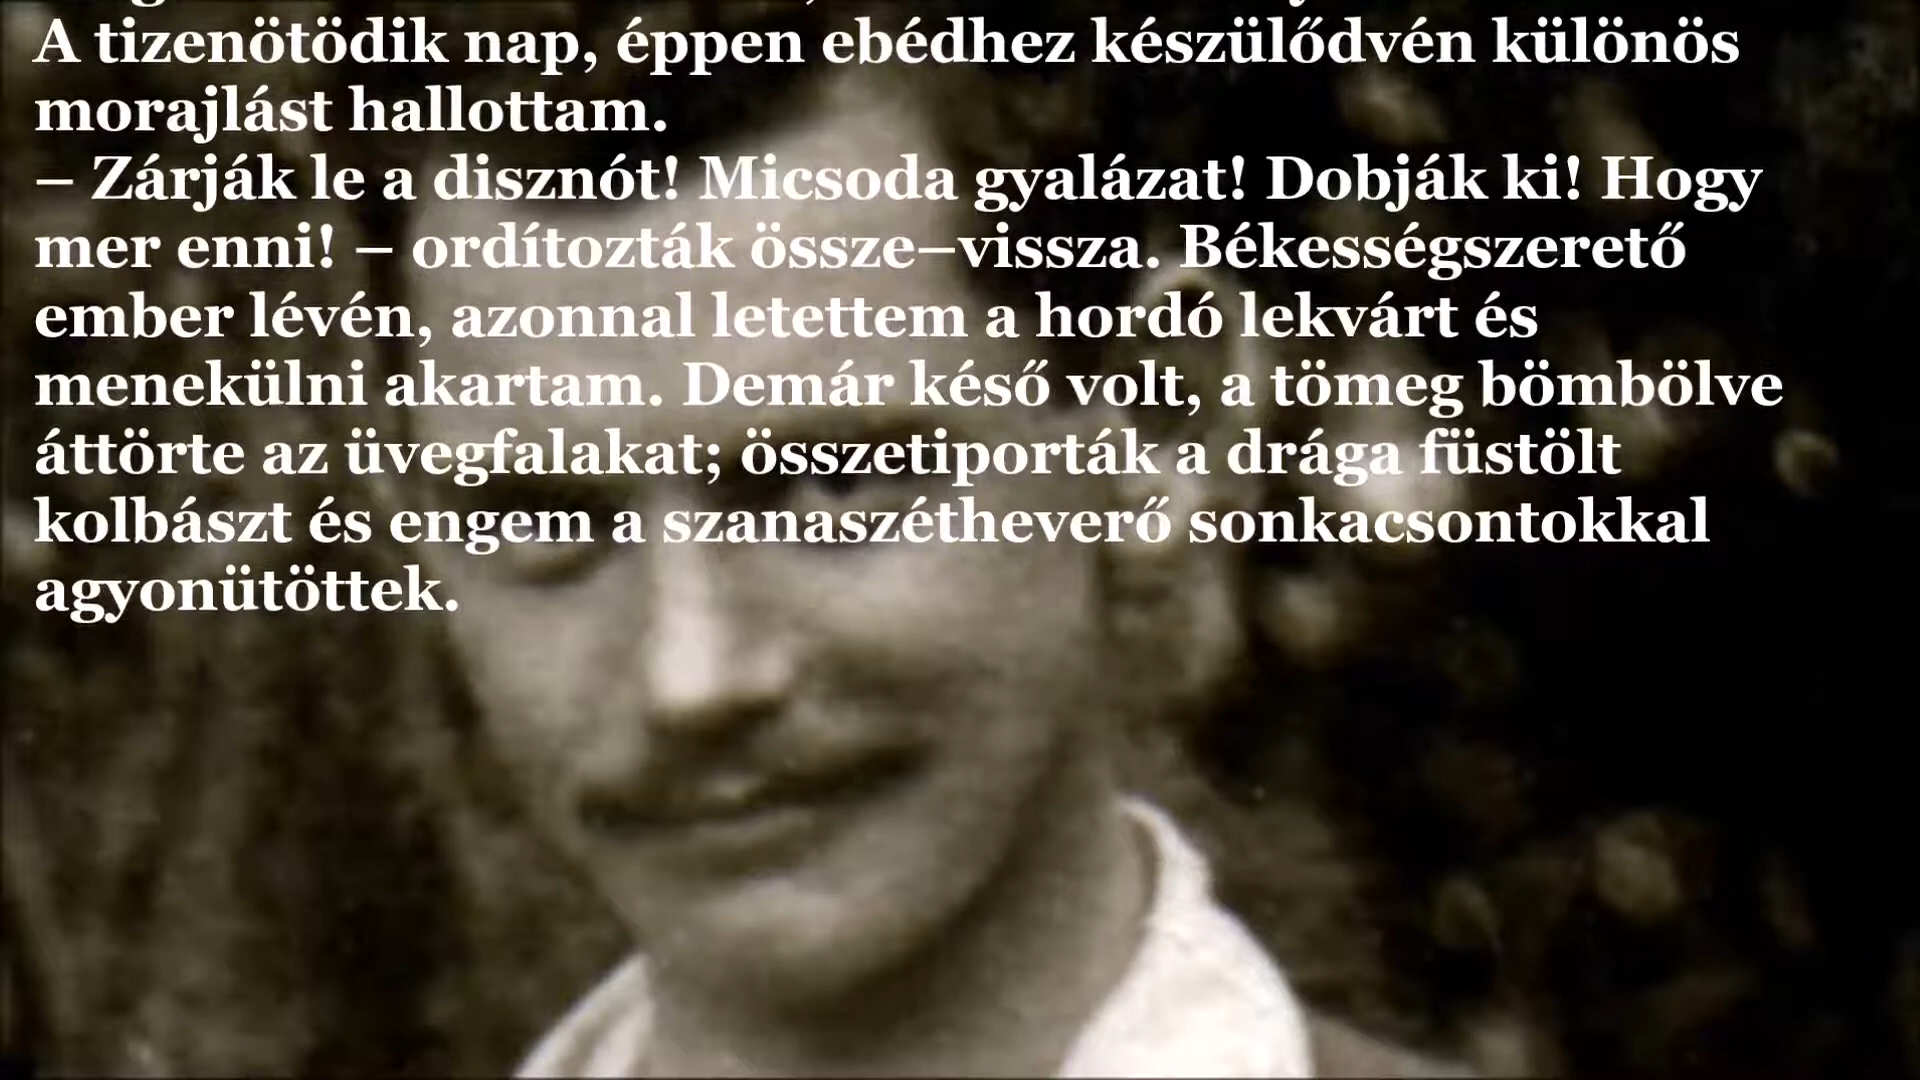 A tizenötödik nap, éppen ebédhez készülődvén különös
morajlást hallottam.
– Zárják le a disznót! Micsoda gyalázat! Dobják ki! Hogy
mer enni! – ordítozták össze–vissza. Békességszerető
ember lévén, azonnal letettem a hordó lekvárt és
menekülni akartam. Demár késő volt, a tömeg bömbölve
áttörte az üvegfalakat; összetiporták a drága füstölt
kolbászt és engem a szanaszétheverő sonkacsontokkal
agyonütöttek.